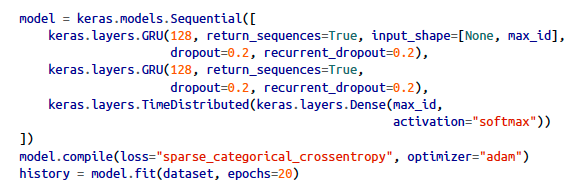 model = keras.models.Sequential([
    keras.layers.GRU(128, return_sequences=True, input_shape=[None, max_id],
                     dropout=0.2, recurrent_dropout=0.2),
    keras.layers.GRU(128, return_sequences=True,
                     dropout=0.2, recurrent_dropout=0.2),
    keras.layers.TimeDistributed(keras.layers.Dense(max_id,
                                                    activation="softmax"))
])
model.compile(loss="sparse_categorical_crossentropy", optimizer="adam")
history = model.fit(dataset, epochs=20)